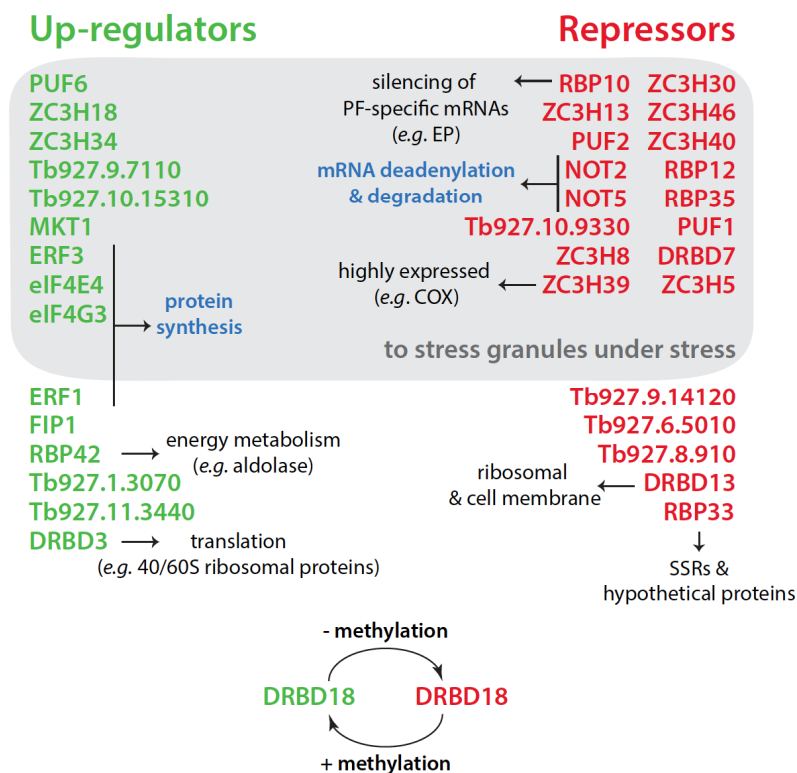 Up-regulators
Repressors
PUF6
ZC3H18
ZC3H34
Tb927.9.7110
Tb927.10.15310
MKT1
ERF3
eIF4E4
eIF4G3
protein
synthesis
silencing of
PF-specific mRNAs
(e.g. EP)
mRNA deadenylation
& degradation
highly expressed
(e.g. COX)
RBP10
ZC3H13
PUF2
NOT2
NOT5
Tb927.10.9330
ZC3H8
ZC3H39
ZC3H30
ZC3H46
ZC3H40
RBP12
RBP35
PUF1
DRBD7
ZC3H5
to stress granules under stress
ERF1
FIP1
RBP42
Tb927.1.3070
Tb927.11.3440
DRBD3
energy metabolism
(e.g. aldolase)
translation
(e.g. 40/60S ribosomal proteins)
Tb927.9.14120
Tb927.6.5010
Tb927.8.910
DRBD13
RBP33
ribosomal
& cell membrane
SSRs &
hypothetical proteins
- methylation
DRBD18 DRBD18
+ methylation